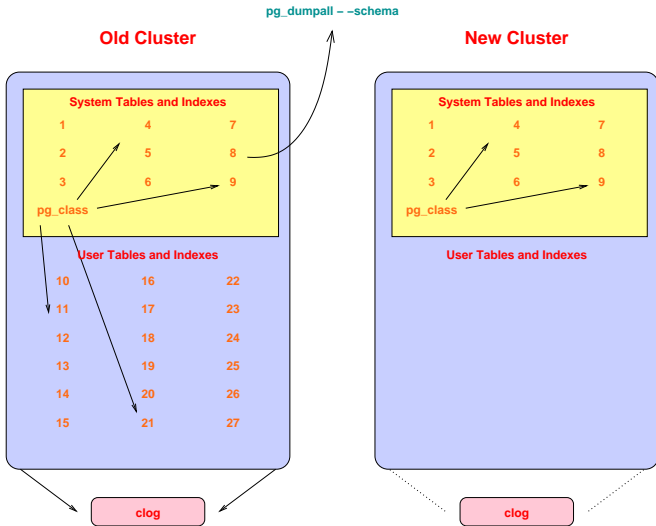 pg_dumpall − −schema
Old Cluster
New Cluster
System Tables and Indexes
1 4 7
2 5 8
3 6 9
pg_class
User Tables and Indexes
10 16 22
11 17 23
12 18 24
13 19 25
14 20 26
15 21 27
clog
System Tables and Indexes
1 4 7
2 5 8
3 6 9
pg_class
User Tables and Indexes
clog